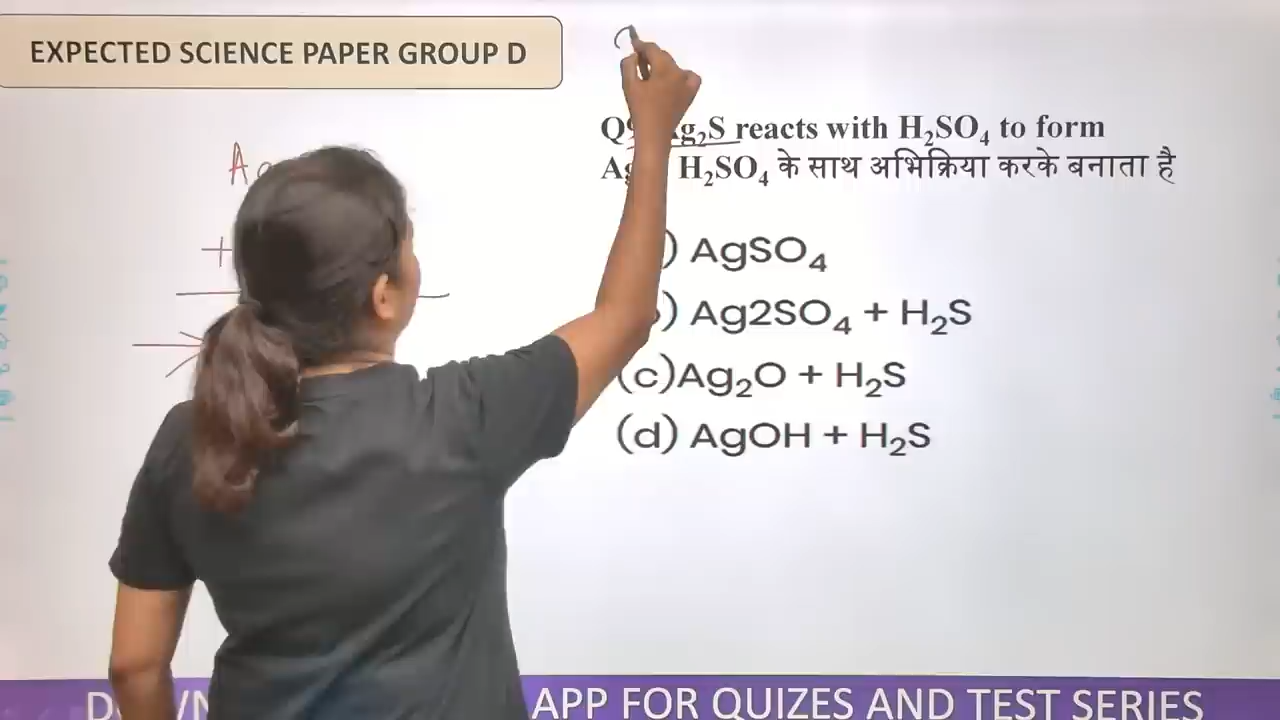 EXPECTED SCIENCE PAPER GROUP D
A
+
Ag₂S reacts with H₂SO₄ to form
H₂SO₄ के साथ अभिक्रिया करके बनाता है
) AgSO₄
) Ag2SO₄ + H₂S
(c)Ag₂O + H₂S
(d) AgOH + H₂S
APP FOR QUIZES AND TEST SERIES